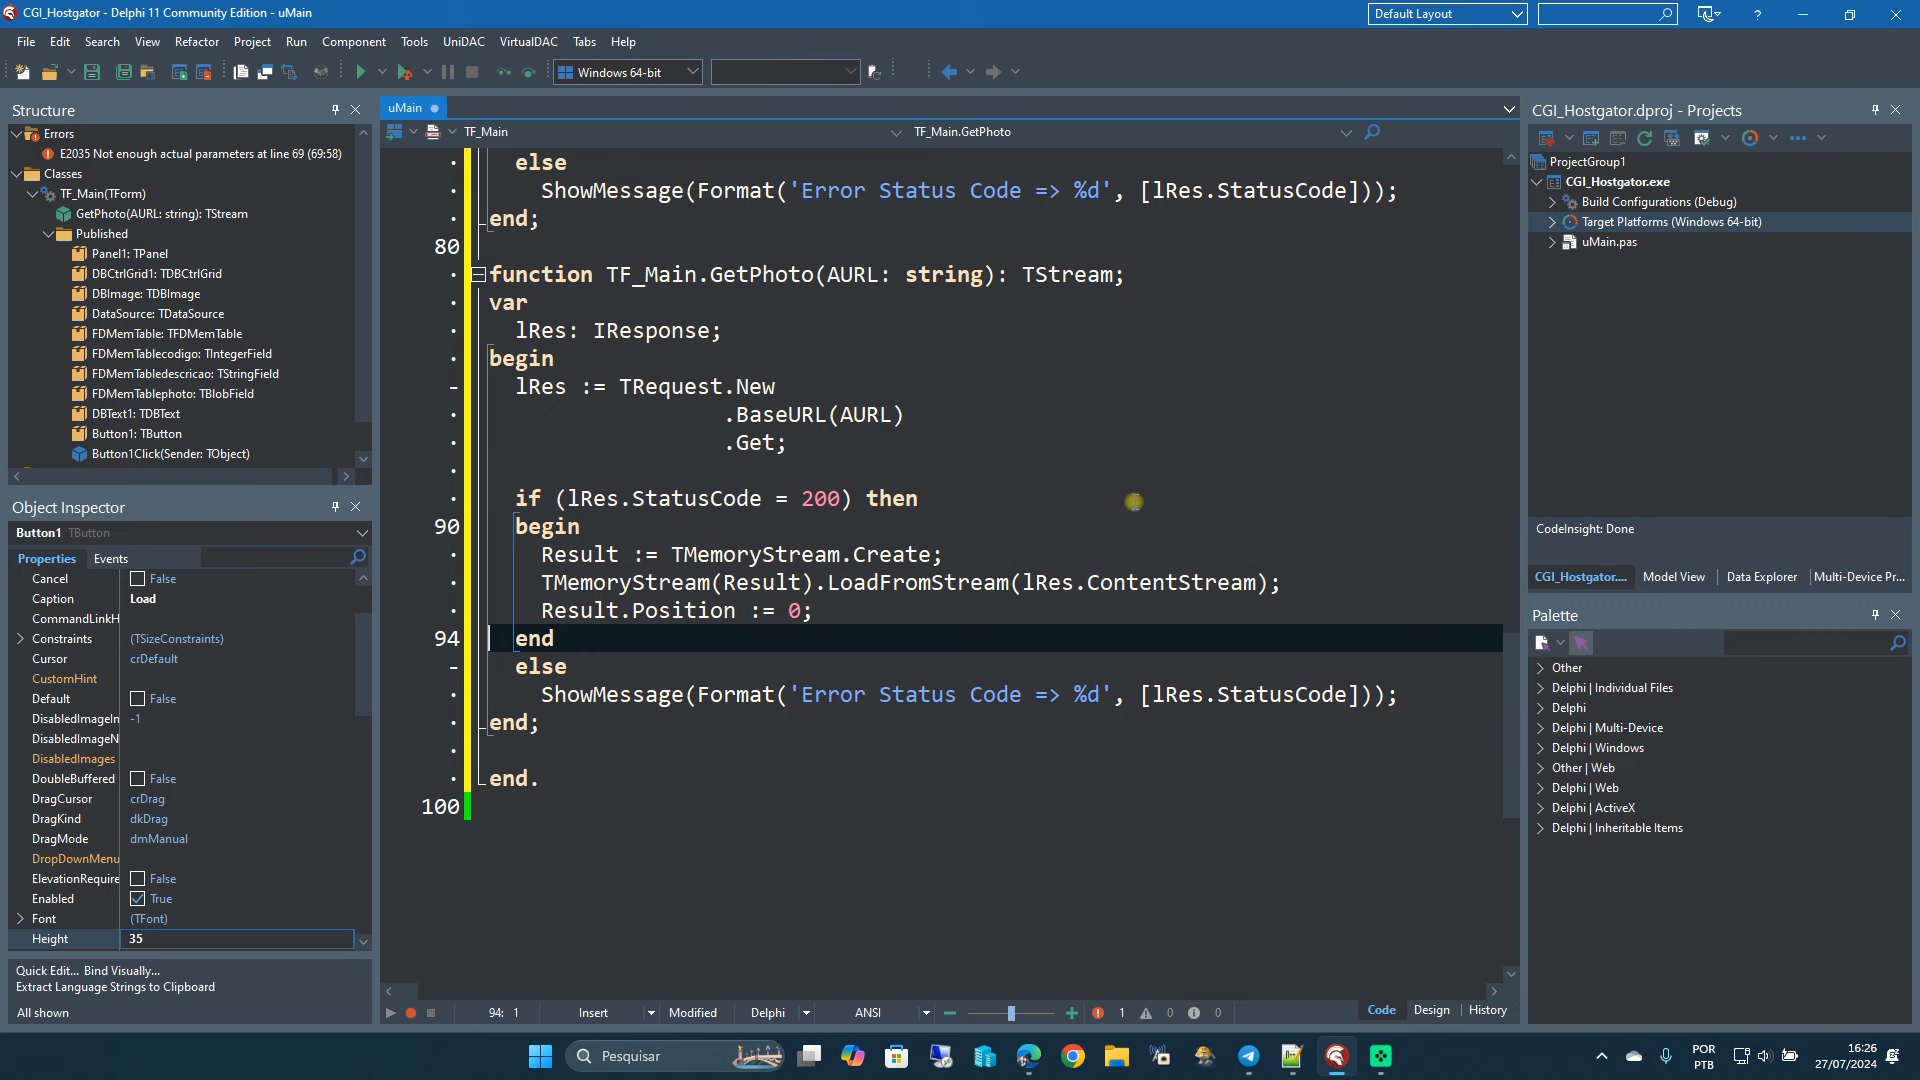 CGI_Hostgator - Delphi 11 Community Edition - uMain
Default Layout
File Edit Search View Refactor Project Run Component Tools UniDAC VirtualDAC Tabs Help
Windows 64-bit
Structure
Errors
E2035 Not enough actual parameters at line 69 (69:58)
Classes
TF_Main(TForm)
GetPhoto(AURL: string): TStream
Published
Panel1: TPanel
DBCtrlGrid1: TDBCtrlGrid
DBImage: TDBImage
DataSource: TDataSource
FDMemTable: TFDMemTable
FDMemTablecodigo: TIntegerField
FDMemTabledescricao: TStringField
FDMemTablephoto: TBlobField
DBText1: TDBText
Button1: TButton
Button1Click(Sender: TObject)
Object Inspector
Button1 TButton
Properties Events
Cancel False
Caption Load
CommandLinkH
Constraints (TSizeConstraints)
Cursor crDefault
CustomHint
Default False
DisabledImageIn -1
DisabledImageN
DisabledImages
DoubleBuffered False
DragCursor crDrag
DragKind dkDrag
DragMode dmManual
DropDownMenu
ElevationRequire False
Enabled True
Font (TFont)
Height 35
Quick Edit... Bind Visually...
Extract Language Strings to Clipboard
All shown
uMain
TF_Main TF_Main.GetPhoto
else
ShowMessage(Format('Error Status Code => %d', [lRes.StatusCode]));
end;
80
function TF_Main.GetPhoto(AURL: string): TStream;
var
lRes: IResponse;
begin
lRes := TRequest.New
.BaseURL(AURL)
.Get;
if (lRes.StatusCode = 200) then
90 begin
Result := TMemoryStream.Create;
TMemoryStream(Result).LoadFromStream(lRes.ContentStream);
Result.Position := 0;
94 end
else
ShowMessage(Format('Error Status Code => %d', [lRes.StatusCode]));
end;
end.
100
94: 1 Insert Modified Delphi ANSI 1 0 0 Code Design History
CGI_Hostgator.dproj - Projects
ProjectGroup1
CGI_Hostgator.exe
Build Configurations (Debug)
Target Platforms (Windows 64-bit)
uMain.pas
CodeInsight: Done
CGI_Hostgator.... Model View Data Explorer Multi-Device Pr...
Palette
Other
Delphi | Individual Files
Delphi
Delphi | Multi-Device
Delphi | Windows
Other | Web
Delphi | Web
Delphi | ActiveX
Delphi | Inheritable Items
Pesquisar
POR
PTB
16:26
27/07/2024